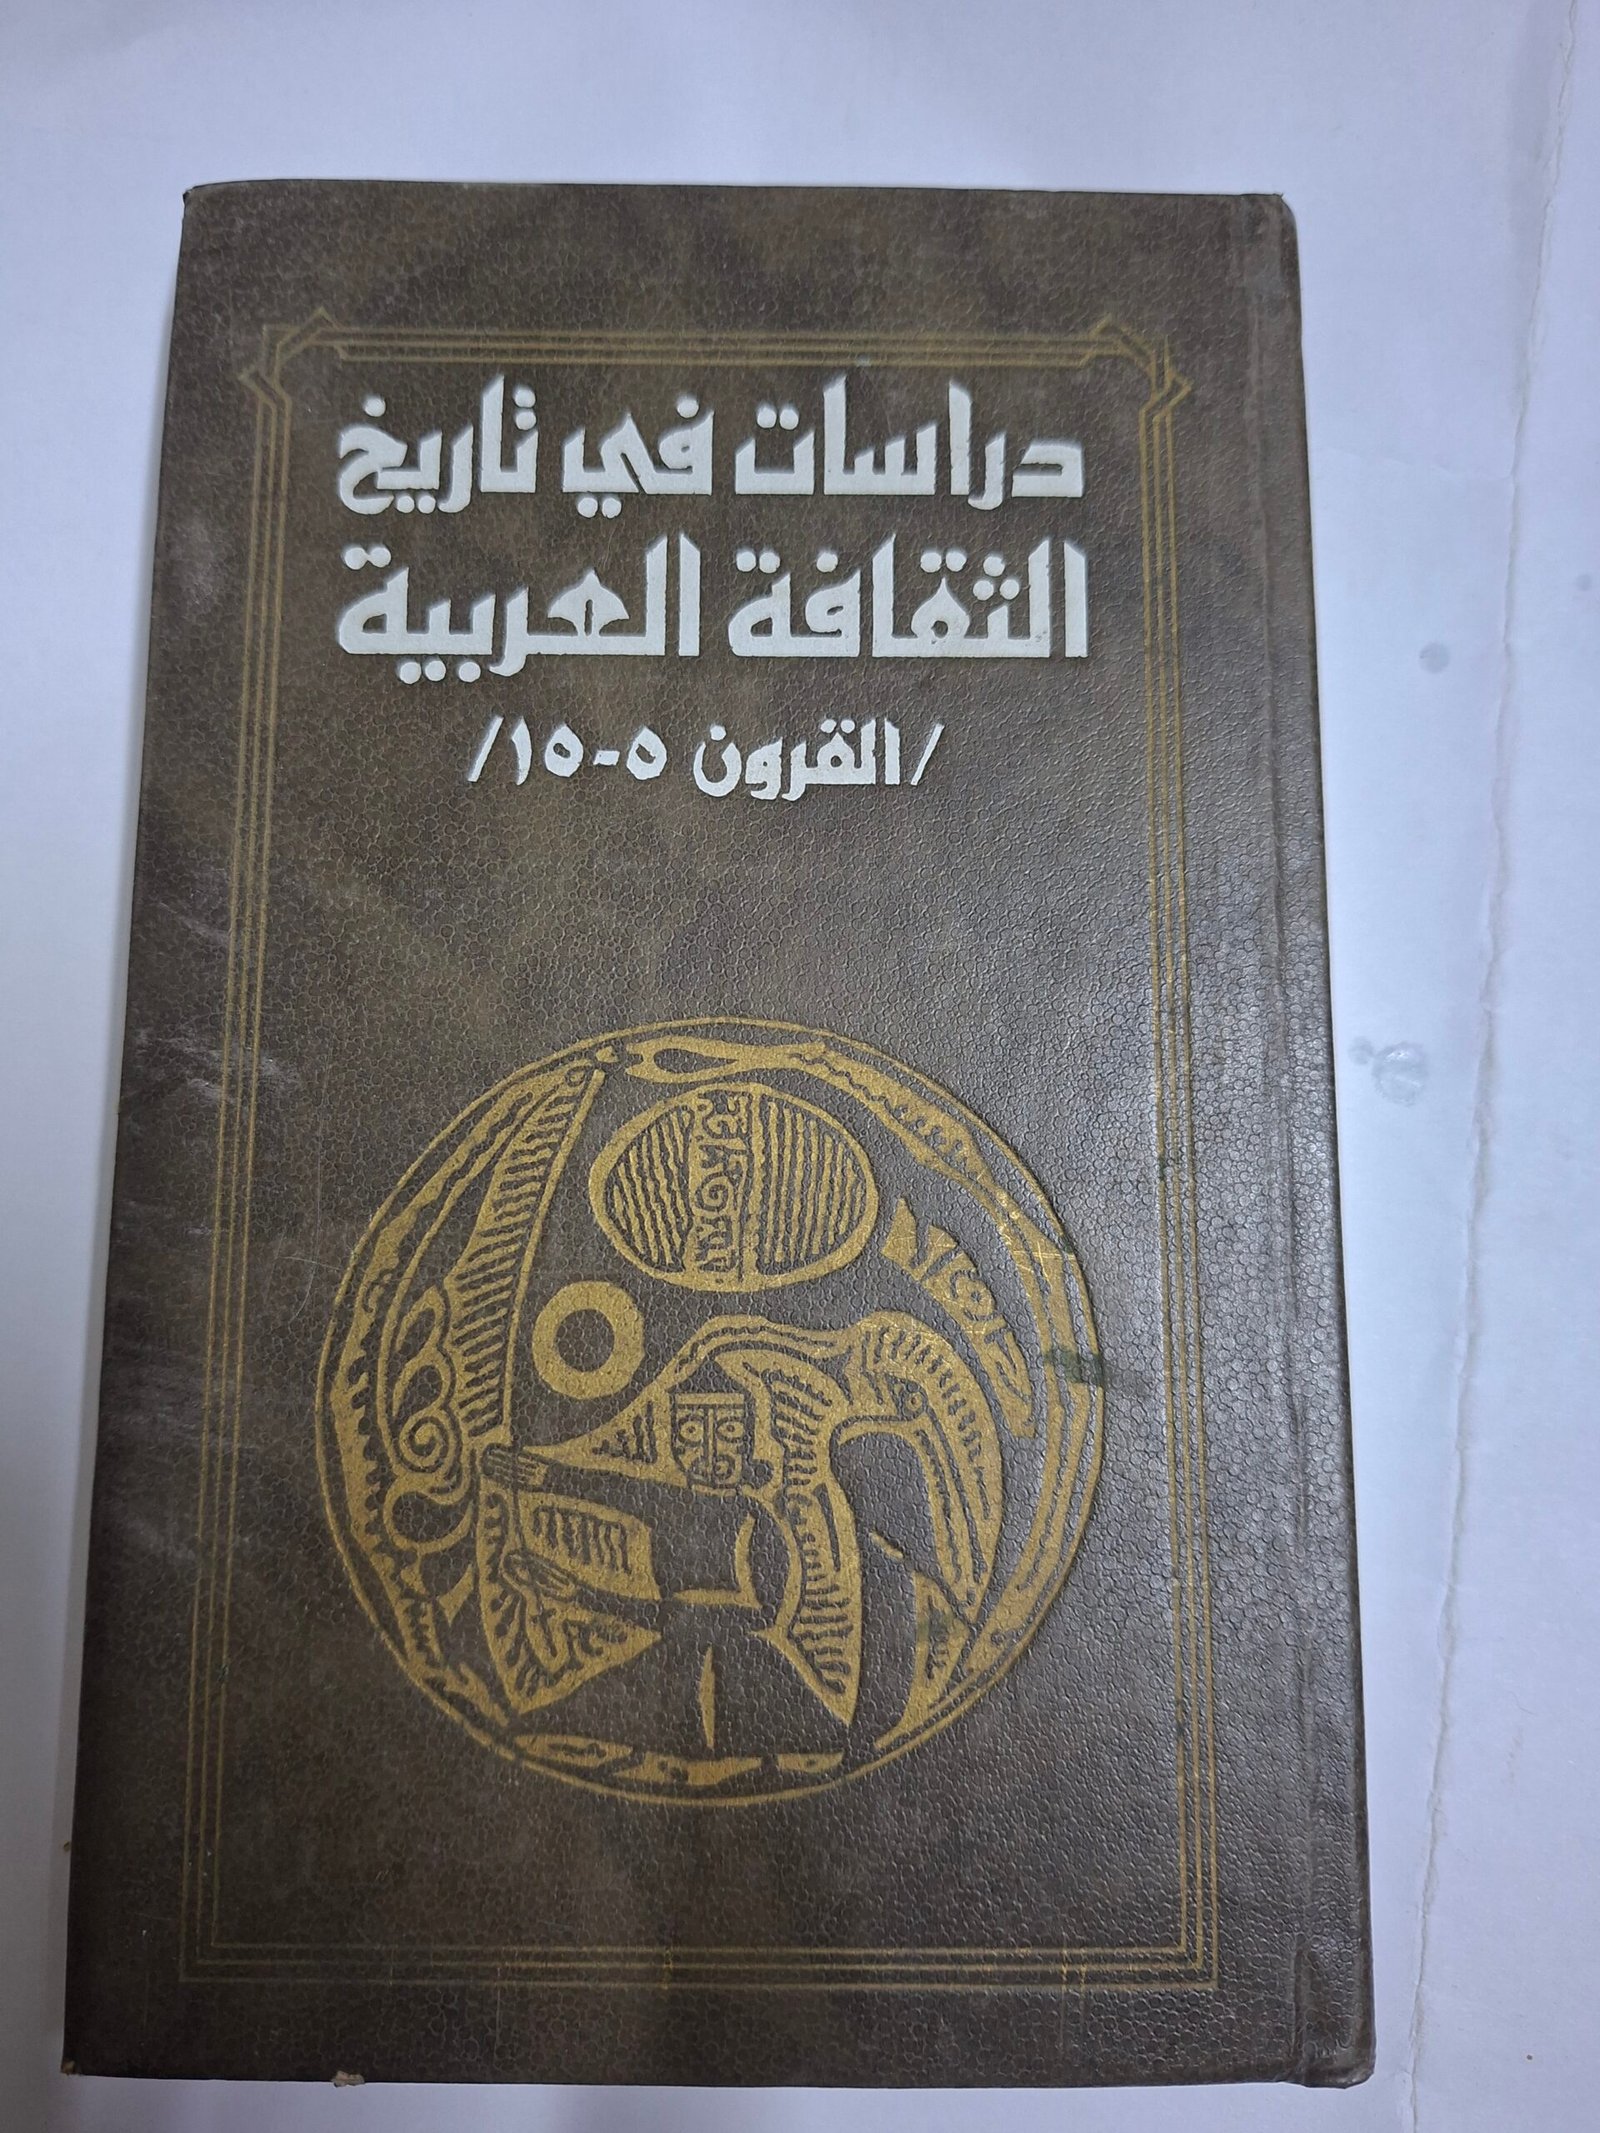 دراسات في تاريخ
الثقافة العربية
/القرون ٥-١٥/